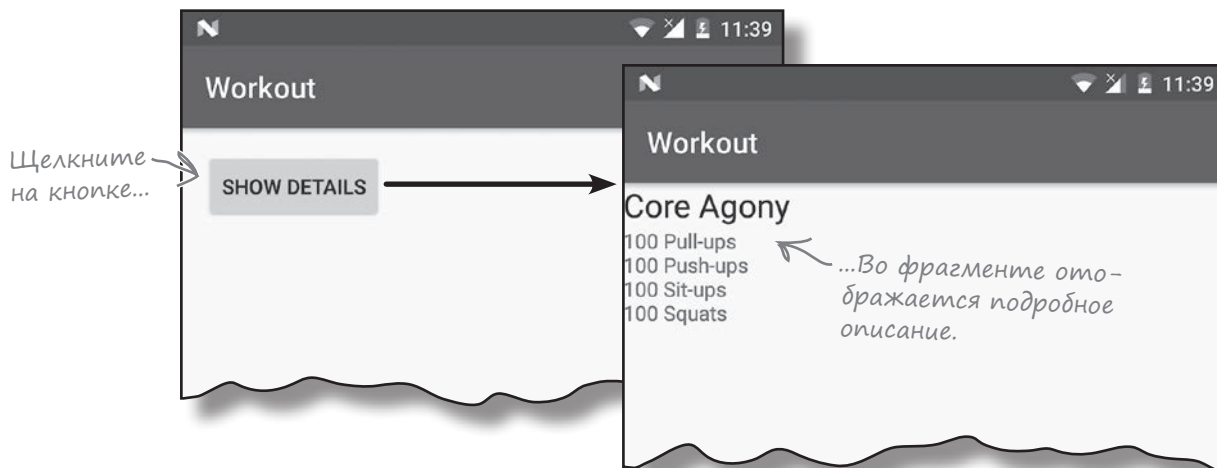 11:39
Workout
Щелкните
на кнопке...
SHOW DETAILS
11:39
Workout
Core Agony
100 Pull-ups
100 Push-ups
100 Sit-ups
100 Squats
...Во фрагменте ото-
бражается подробное
описание.